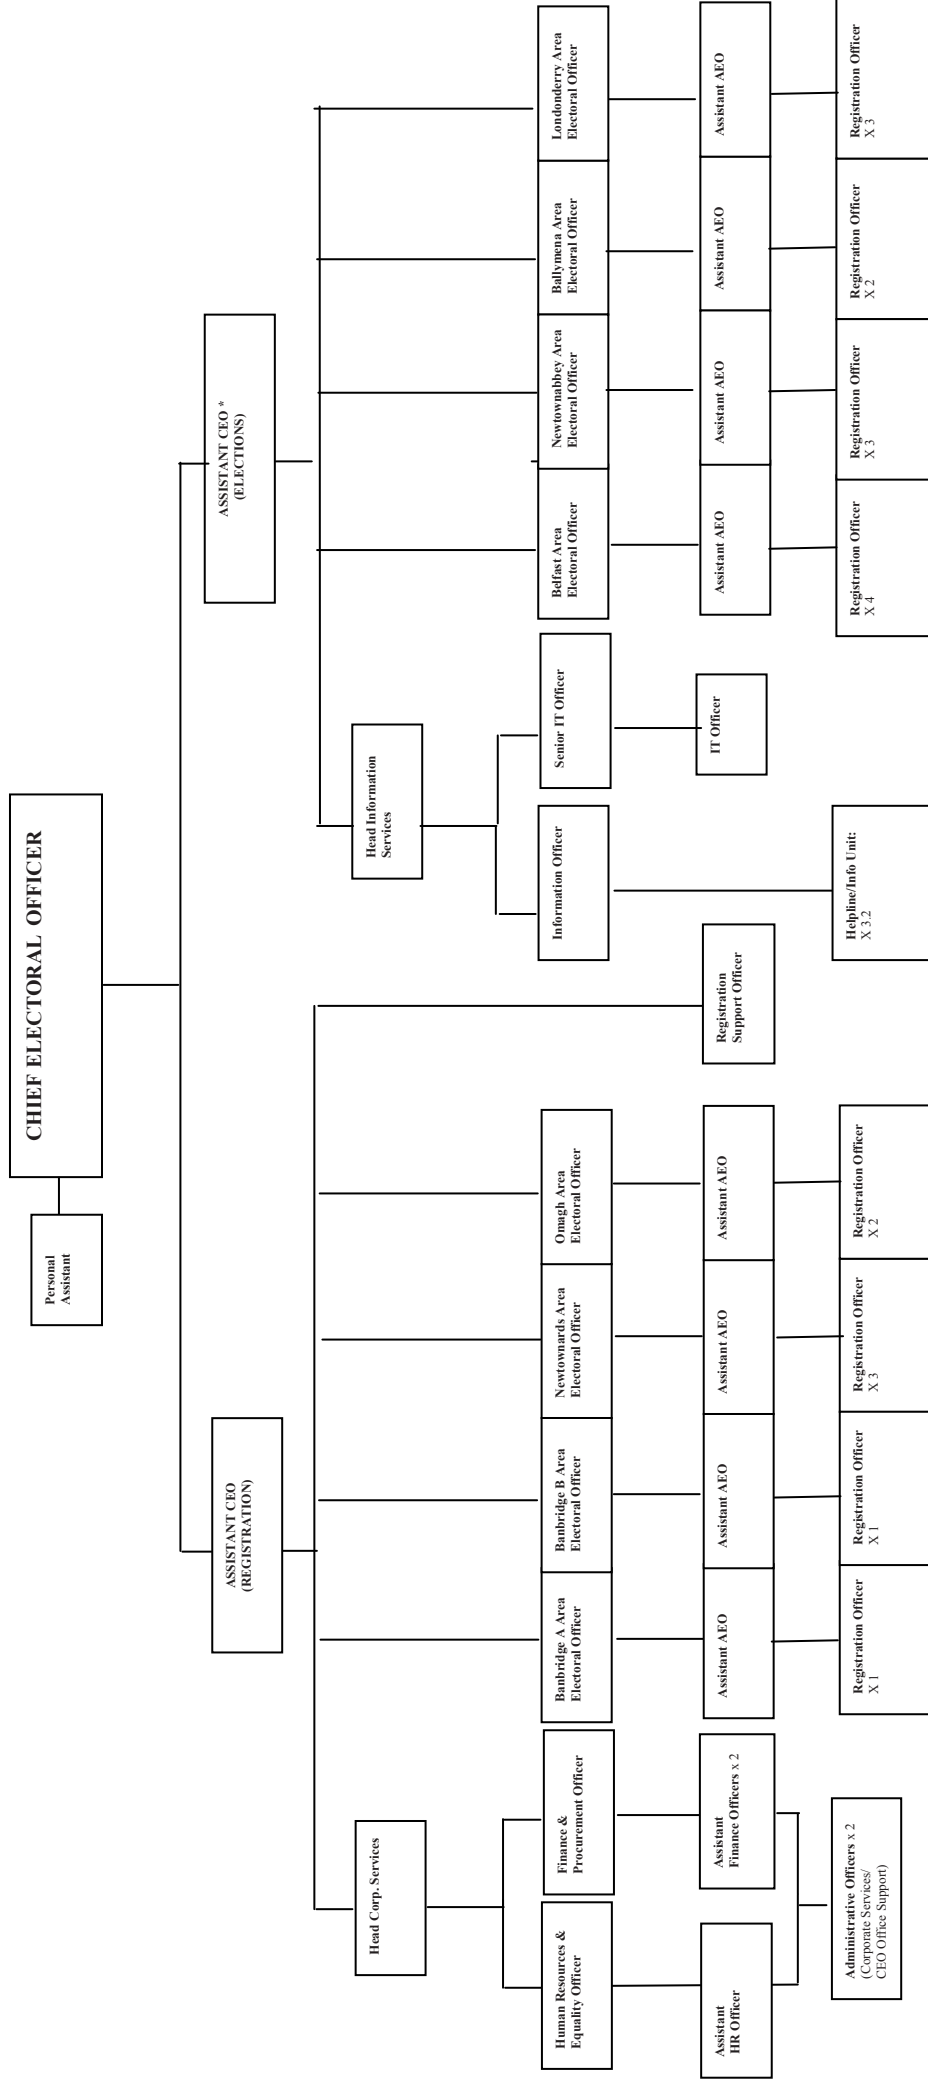 CHIEF ELECTORAL OFFICER
Personal
Assistant
ASSISTANT CEO
(REGISTRATION)
ASSISTANT CEO *
(ELECTIONS)
Head Corp. Services
Head Information
Services
Human Resources &
Equality Officer
Finance &
Procurement Officer
Banbridge A Area
Electoral Officer
Banbridge B Area
Electoral Officer
Newtownards Area
Electoral Officer
Omagh Area
Electoral Officer
Information Officer
Senior IT Officer
Belfast Area
Electoral Officer
Newtownabbey Area
Electoral Officer
Ballymena Area
Electoral Officer
Londonderry Area
Electoral Officer
Assistant
HR Officer
Assistant
Finance Officers x 2
Assistant AEO
Assistant AEO
Assistant AEO
Assistant AEO
Registration
Support Officer
IT Officer
Assistant AEO
Assistant AEO
Assistant AEO
Assistant AEO
Administrative Officers x 2
(Corporate Services/
CEO Office Support)
Registration Officer
X 1
Registration Officer
X 1
Registration Officer
X 3
Registration Officer
X 2
Helpline/Info Unit:
X 3.2
Registration Officer
X 4
Registration Officer
X 3
Registration Officer
X 2
Registration Officer
X 3